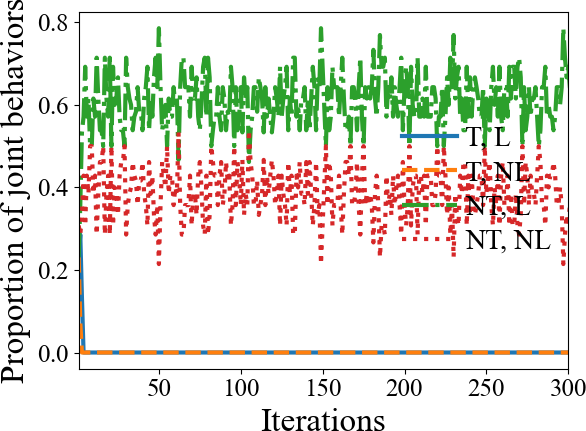 Proportion of joint behaviors
0.8
0.6
0.4
0.2
0.0
T, L
T, NL
NT, L
NT, NL
50
100
150
200
250
300
Iterations